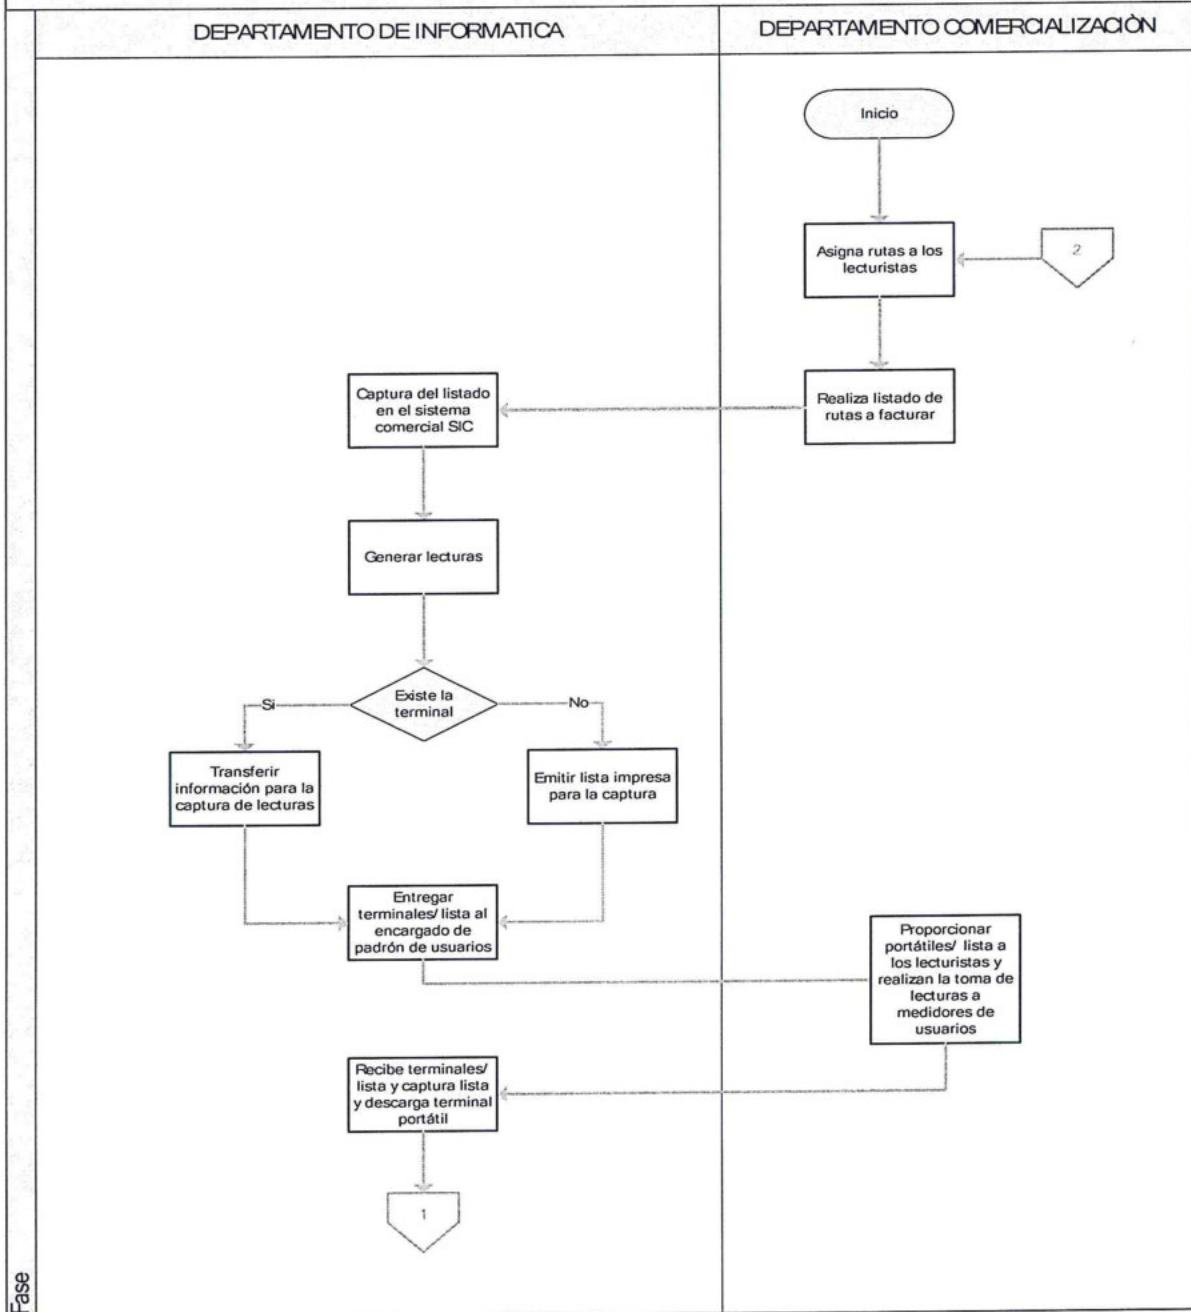 DEPARTAMENTO DE INFORMATICA
DEPARTAMENTO COMERCIALIZACIÒN
Inicio
Asigna rutas a los
lecturistas
2
Realiza listado de
rutas a facturar
Captura del listado
en el sistema
comercial SIC
Generar lecturas
Existe la
terminal
Si
No
Transferir
información para la
captura de lecturas
Emitir lista impresa
para la captura
Entregar
terminales/ lista al
encargado de
padrón de usuarios
Proporcionar
portátiles/ lista a
los lecturistas y
realizan la toma de
lecturas a
medidores de
usuarios
Recibe terminales/
lista y captura lista
y descarga terminal
portátil
1
Fase